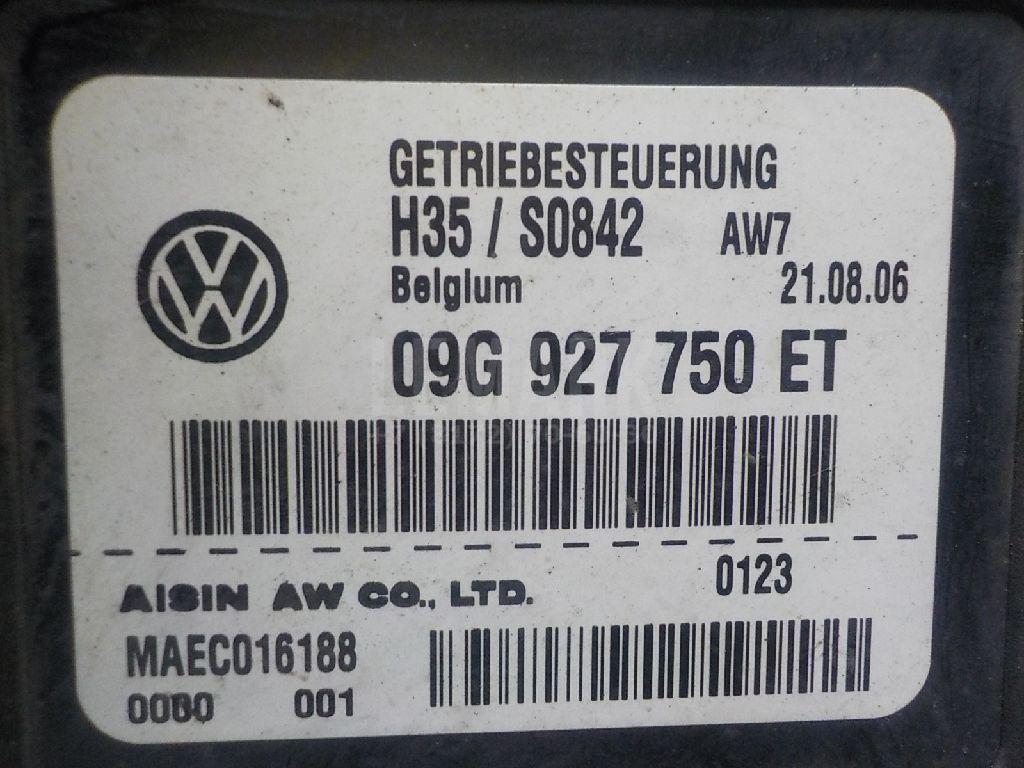 GETRIEBESTEUERUNG
H35 / S0842 AW7
Belgium 21.08.06
09G 927 750 ET
0123
AISIN AW CO., LTD.
MAEC016188
0000 001